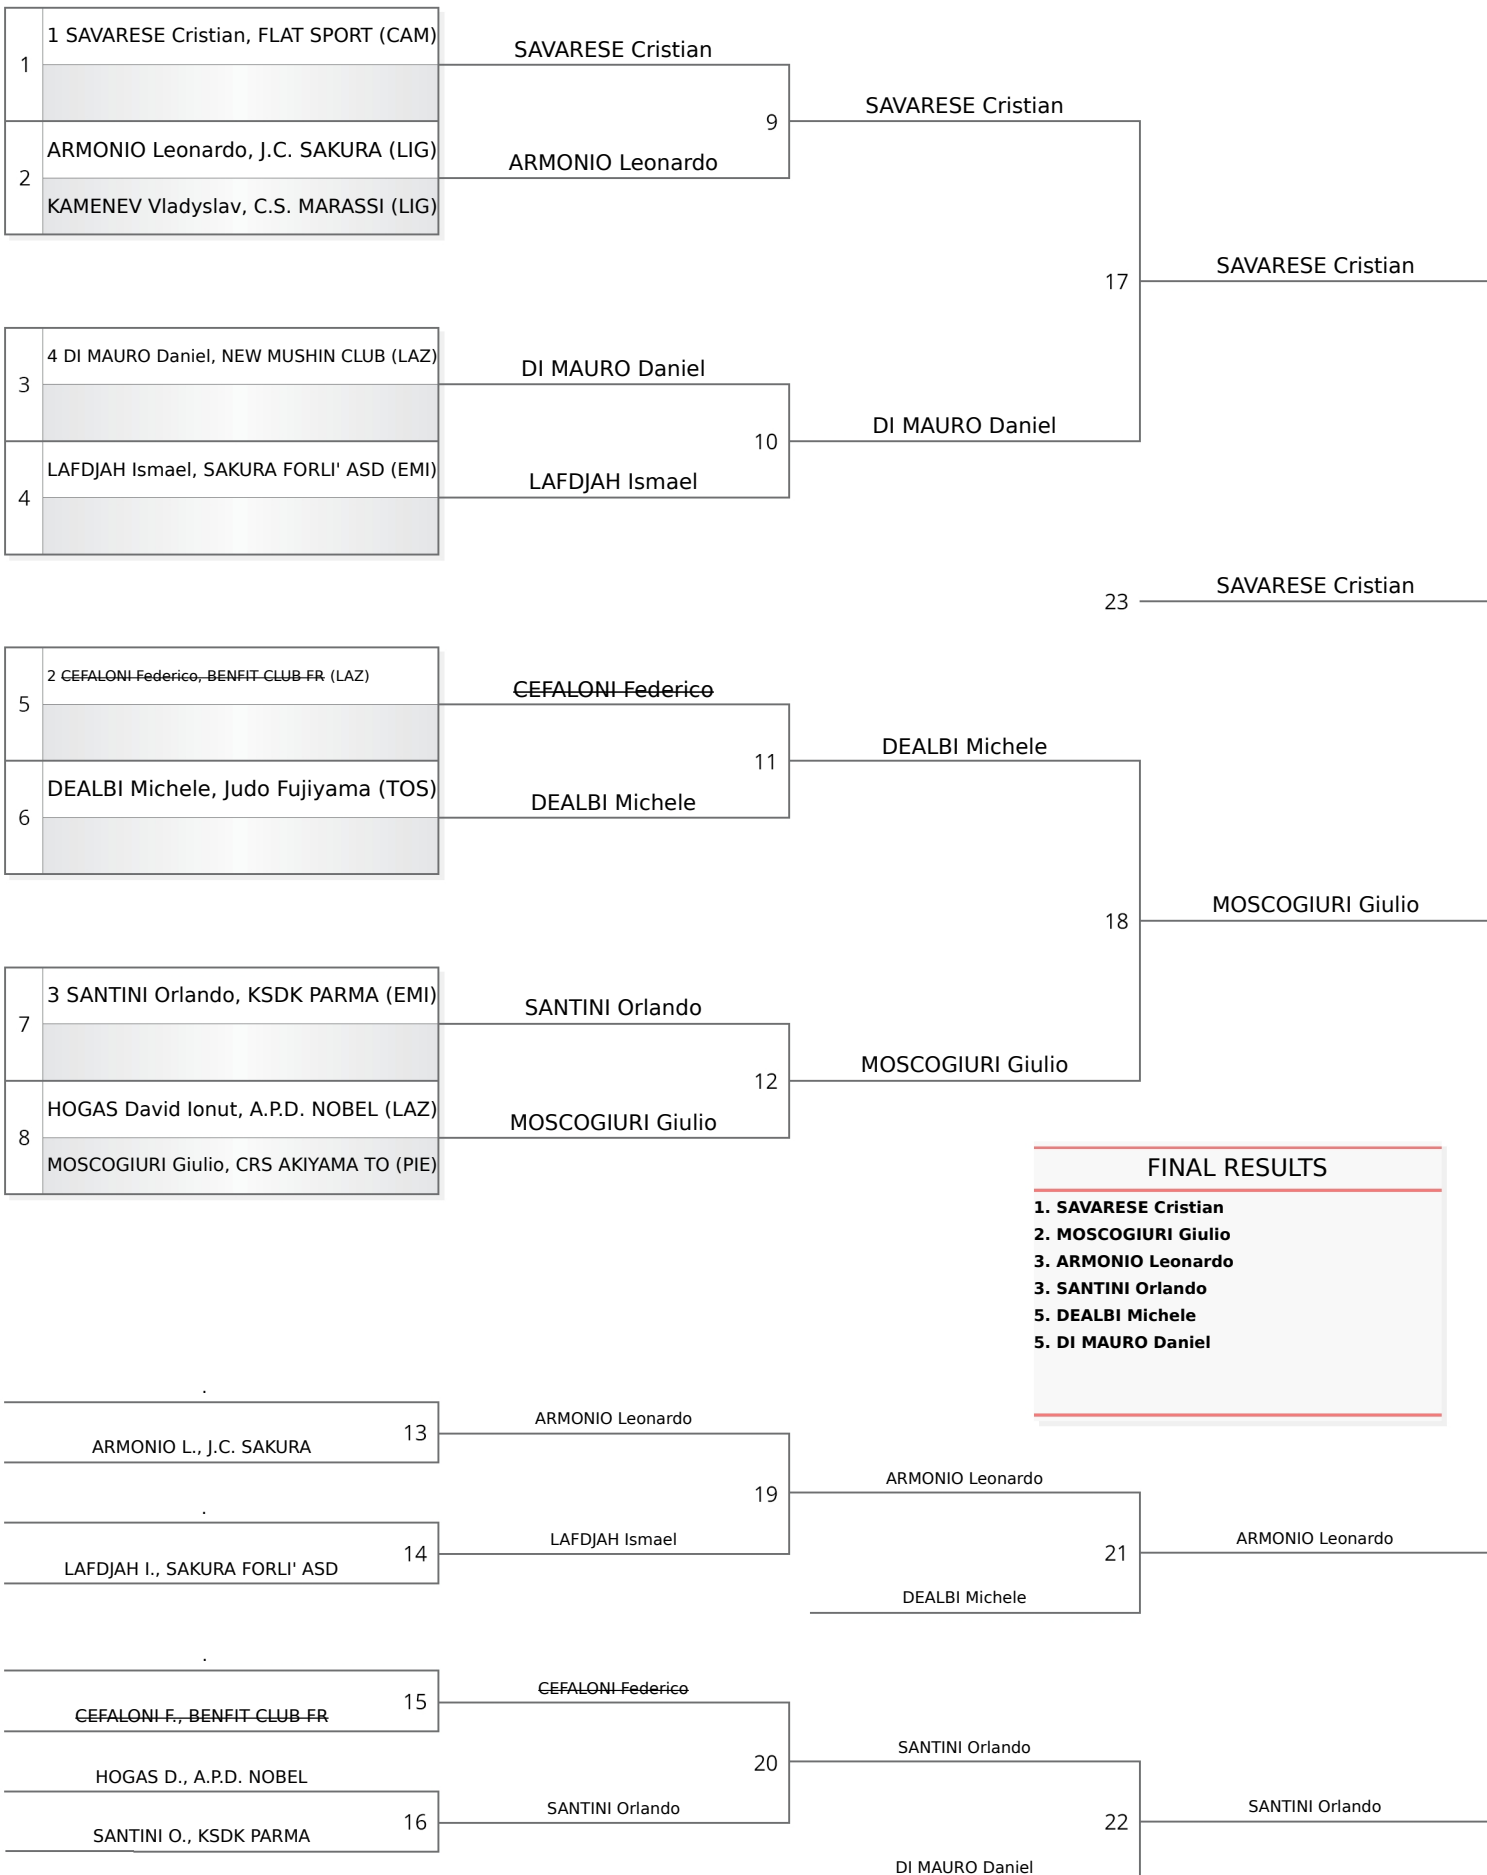 1 SAVARESE Cristian, FLAT SPORT (CAM)
SAVARESE Cristian
1
SAVARESE Cristian
9
ARMONIO Leonardo, J.C. SAKURA (LIG)
ARMONIO Leonardo
2
KAMENEV Vladyslav, C.S. MARASSI (LIG)
SAVARESE Cristian
17
4 DI MAURO Daniel, NEW MUSHIN CLUB (LAZ)
DI MAURO Daniel
3
DI MAURO Daniel
10
LAFDJAH Ismael, SAKURA FORLI' ASD (EMI)
LAFDJAH Ismael
4
SAVARESE Cristian
23
2 CEFALONI Federico, BENFIT CLUB FR (LAZ)
CEFALONI Federico
5
DEALBI Michele
11
DEALBI Michele, Judo Fujiyama (TOS)
DEALBI Michele
6
MOSCOGIURI Giulio
18
3 SANTINI Orlando, KSDK PARMA (EMI)
SANTINI Orlando
7
MOSCOGIURI Giulio
12
HOGAS David Ionut, A.P.D. NOBEL (LAZ)
MOSCOGIURI Giulio
8
MOSCOGIURI Giulio, CRS AKIYAMA TO (PIE)
FINAL RESULTS
1. SAVARESE Cristian
2. MOSCOGIURI Giulio
3. ARMONIO Leonardo
3. SANTINI Orlando
5. DEALBI Michele
5. DI MAURO Daniel
.
ARMONIO Leonardo
13
ARMONIO L., J.C. SAKURA
ARMONIO Leonardo
19
.
LAFDJAH Ismael
ARMONIO Leonardo
14
21
LAFDJAH I., SAKURA FORLI' ASD
DEALBI Michele
.
CEFALONI Federico
15
CEFALONI F., BENFIT CLUB FR
SANTINI Orlando
20
HOGAS D., A.P.D. NOBEL
SANTINI Orlando
SANTINI Orlando
16
22
SANTINI O., KSDK PARMA
DI MAURO Daniel